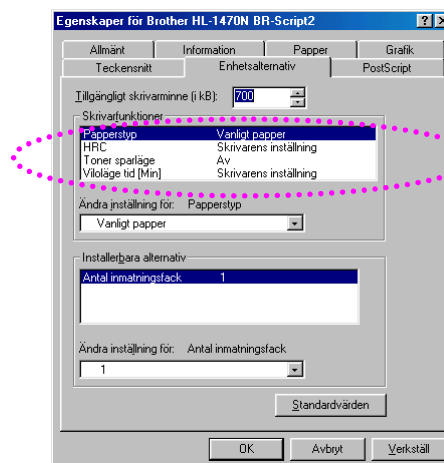 Egenskaper för Brother HL-1470N BR-Script2
Allmänt Information Papper Grafik
Teckensnitt Enhetsalternativ PostScript
Tillgängligt skrivarminne (i kB): 700
Skrivarfunktioner
Papperstyp Vanligt papper
HRC Skrivarens inställning
Toner sparläge Av
Viloläge tid [Min] Skrivarens inställning
Ändra inställning för: Papperstyp
Vanligt papper
Installerbara alternativ
Antal inmatningsfack 1
Ändra inställning för: Antal inmatningsfack
1
Standardvärden
OK Avbryt Verkställ